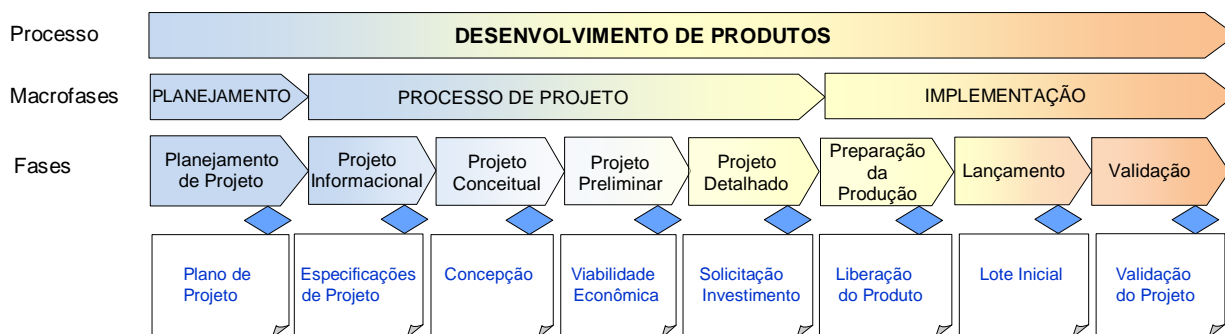 Processo
DESENVOLVIMENTO DE PRODUTOS
Macrofases
PLANEJAMENTO
PROCESSO DE PROJETO
IMPLEMENTAÇÃO
Fases
Planejamento
de Projeto
Projeto
Informacional
Projeto
Conceitual
Projeto
Preliminar
Projeto
Detalhado
Preparação
da
Produção
Lançamento
Validação
Plano de
Projeto
Especificações
de Projeto
Concepção
Viabilidade
Econômica
Solicitação
Investimento
Liberação
do Produto
Lote Inicial
Validação
do Projeto